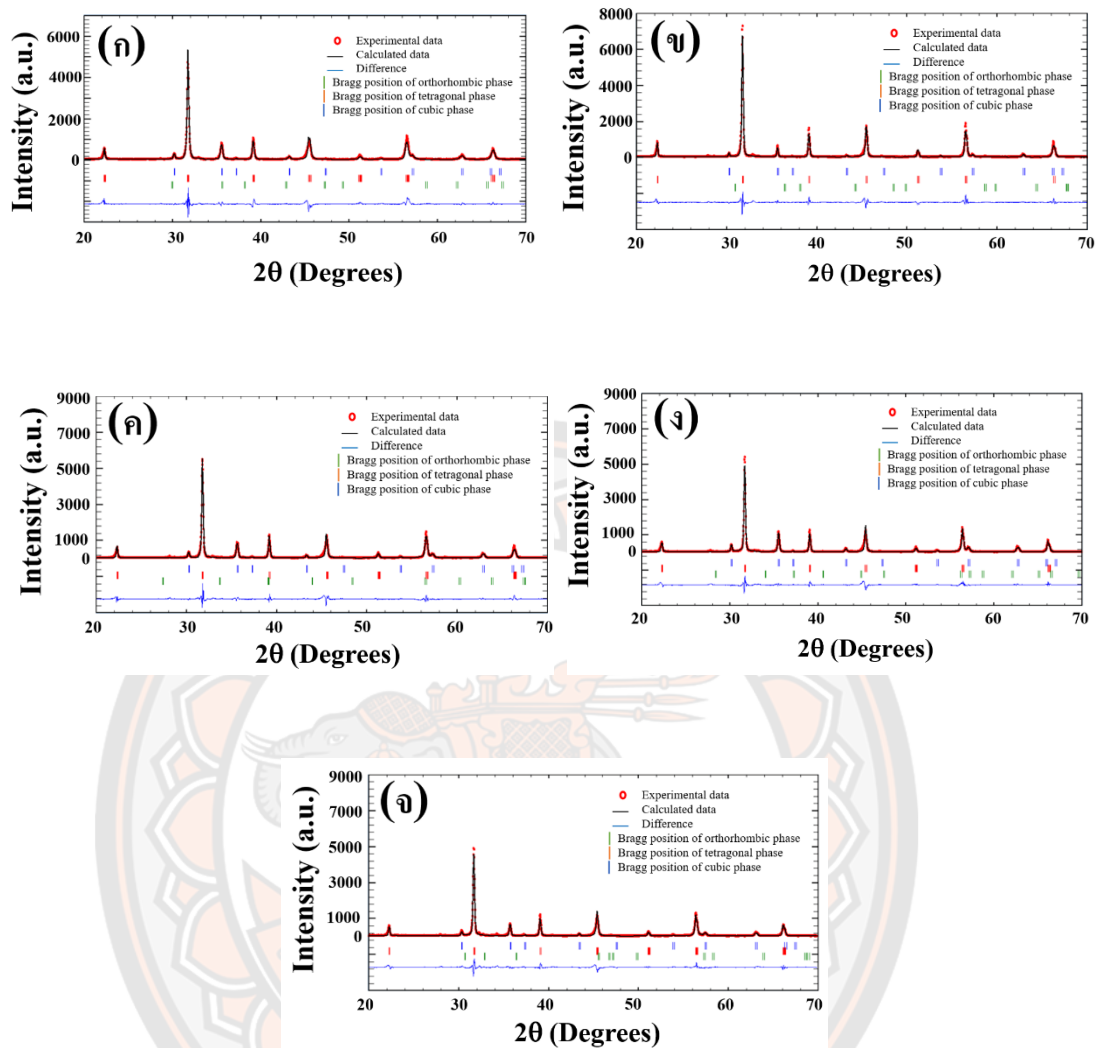 (ก)
Intensity (a.u.)
6000
4000
2000
0
Experimental data
Calculated data
Difference
Bragg position of orthorhombic phase
Bragg position of tetragonal phase
Bragg position of cubic phase
20 30 40 50 60 70
2θ (Degrees)
(ข)
Intensity (a.u.)
8000
6000
4000
2000
0
Experimental data
Calculated data
Difference
Bragg position of orthorhombic phase
Bragg position of tetragonal phase
Bragg position of cubic phase
20 30 40 50 60 70
2θ (Degrees)
(ค)
Intensity (a.u.)
9000
7000
5000
3000
1000
0
Experimental data
Calculated data
Difference
Bragg position of orthorhombic phase
Bragg position of tetragonal phase
Bragg position of cubic phase
20 30 40 50 60 70
2θ (Degrees)
(ง)
Intensity (a.u.)
9000
7000
5000
3000
1000
0
Experimental data
Calculated data
Difference
Bragg position of orthorhombic phase
Bragg position of tetragonal phase
Bragg position of cubic phase
20 30 40 50 60 70
2θ (Degrees)
(จ)
Intensity (a.u.)
9000
7000
5000
3000
1000
0
Experimental data
Calculated data
Difference
Bragg position of orthorhombic phase
Bragg position of tetragonal phase
Bragg position of cubic phase
20 30 40 50 60 70
2θ (Degrees)